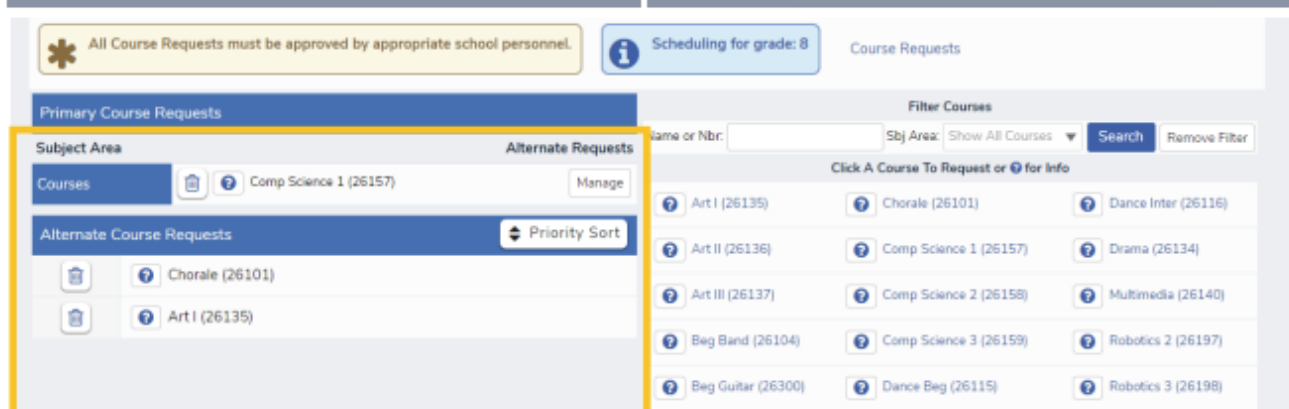 All Course Requests must be approved by appropriate school personnel.
Scheduling for grade: 8
Course Requests
Primary Course Requests
Subject Area Alternate Requests
Courses Comp Science 1 (26157) Manage
Alternate Course Requests Priority Sort
Chorale (26101)
Art I (26135)
Filter Courses
Name or Nbr: Sbj Area: Show All Courses Search Remove Filter
Click A Course To Request or ? for Info
Art I (26135) Chorale (26101) Dance Inter (26116)
Art II (26136) Comp Science 1 (26157) Drama (26134)
Art III (26137) Comp Science 2 (26158) Multimedia (26140)
Beg Band (26104) Comp Science 3 (26159) Robotics 2 (26197)
Beg Guitar (26300) Dance Beg (26115) Robotics 3 (26198)